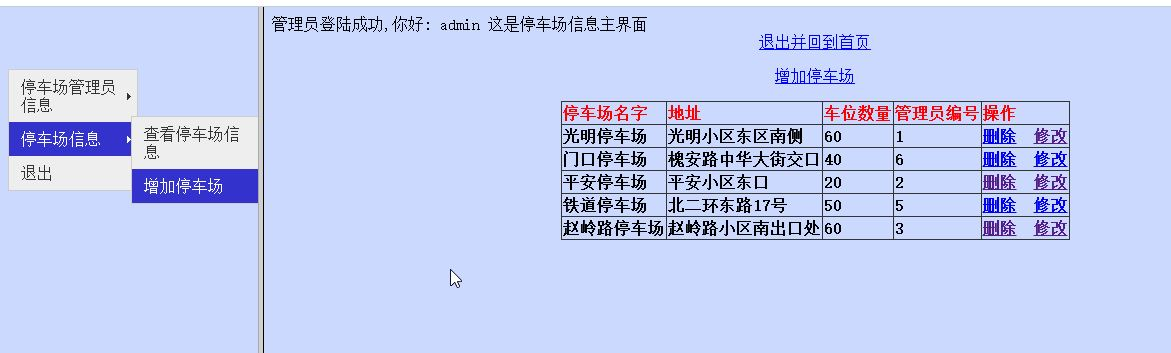 管理员登陆成功,你好: admin 这是停车场信息主界面
退出并回到首页
增加停车场
停车场管理员
信息
停车场信息
退出
查看停车场信
息
增加停车场
停车场名字 地址 车位数量 管理员编号 操作
光明停车场 光明小区东区南侧 60 1 删除 修改
门口停车场 槐安路中华大街交口 40 6 删除 修改
平安停车场 平安小区东口 20 2 删除 修改
铁道停车场 北二环东路17号 50 5 删除 修改
赵岭路停车场 赵岭路小区南出口处 60 3 删除 修改